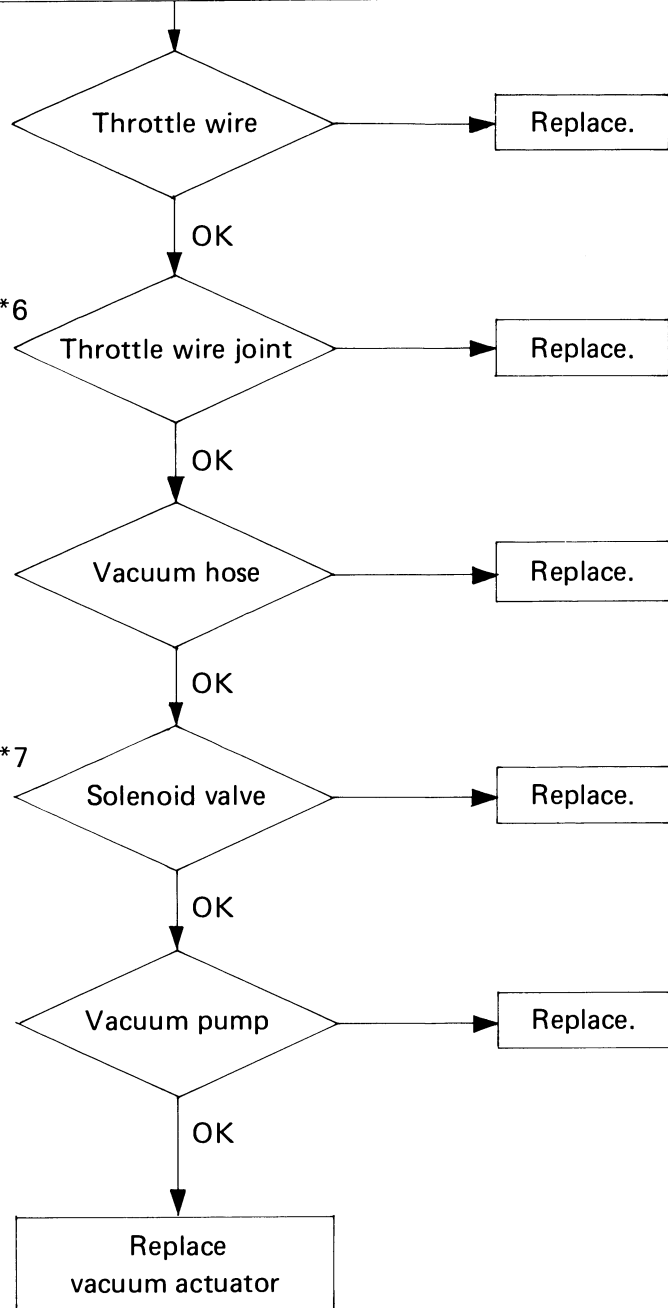 Throttle wire
Replace.
OK
*6
Throttle wire joint
Replace.
OK
Vacuum hose
Replace.
OK
*7
Solenoid valve
Replace.
OK
Vacuum pump
Replace.
OK
Replace
vacuum actuator